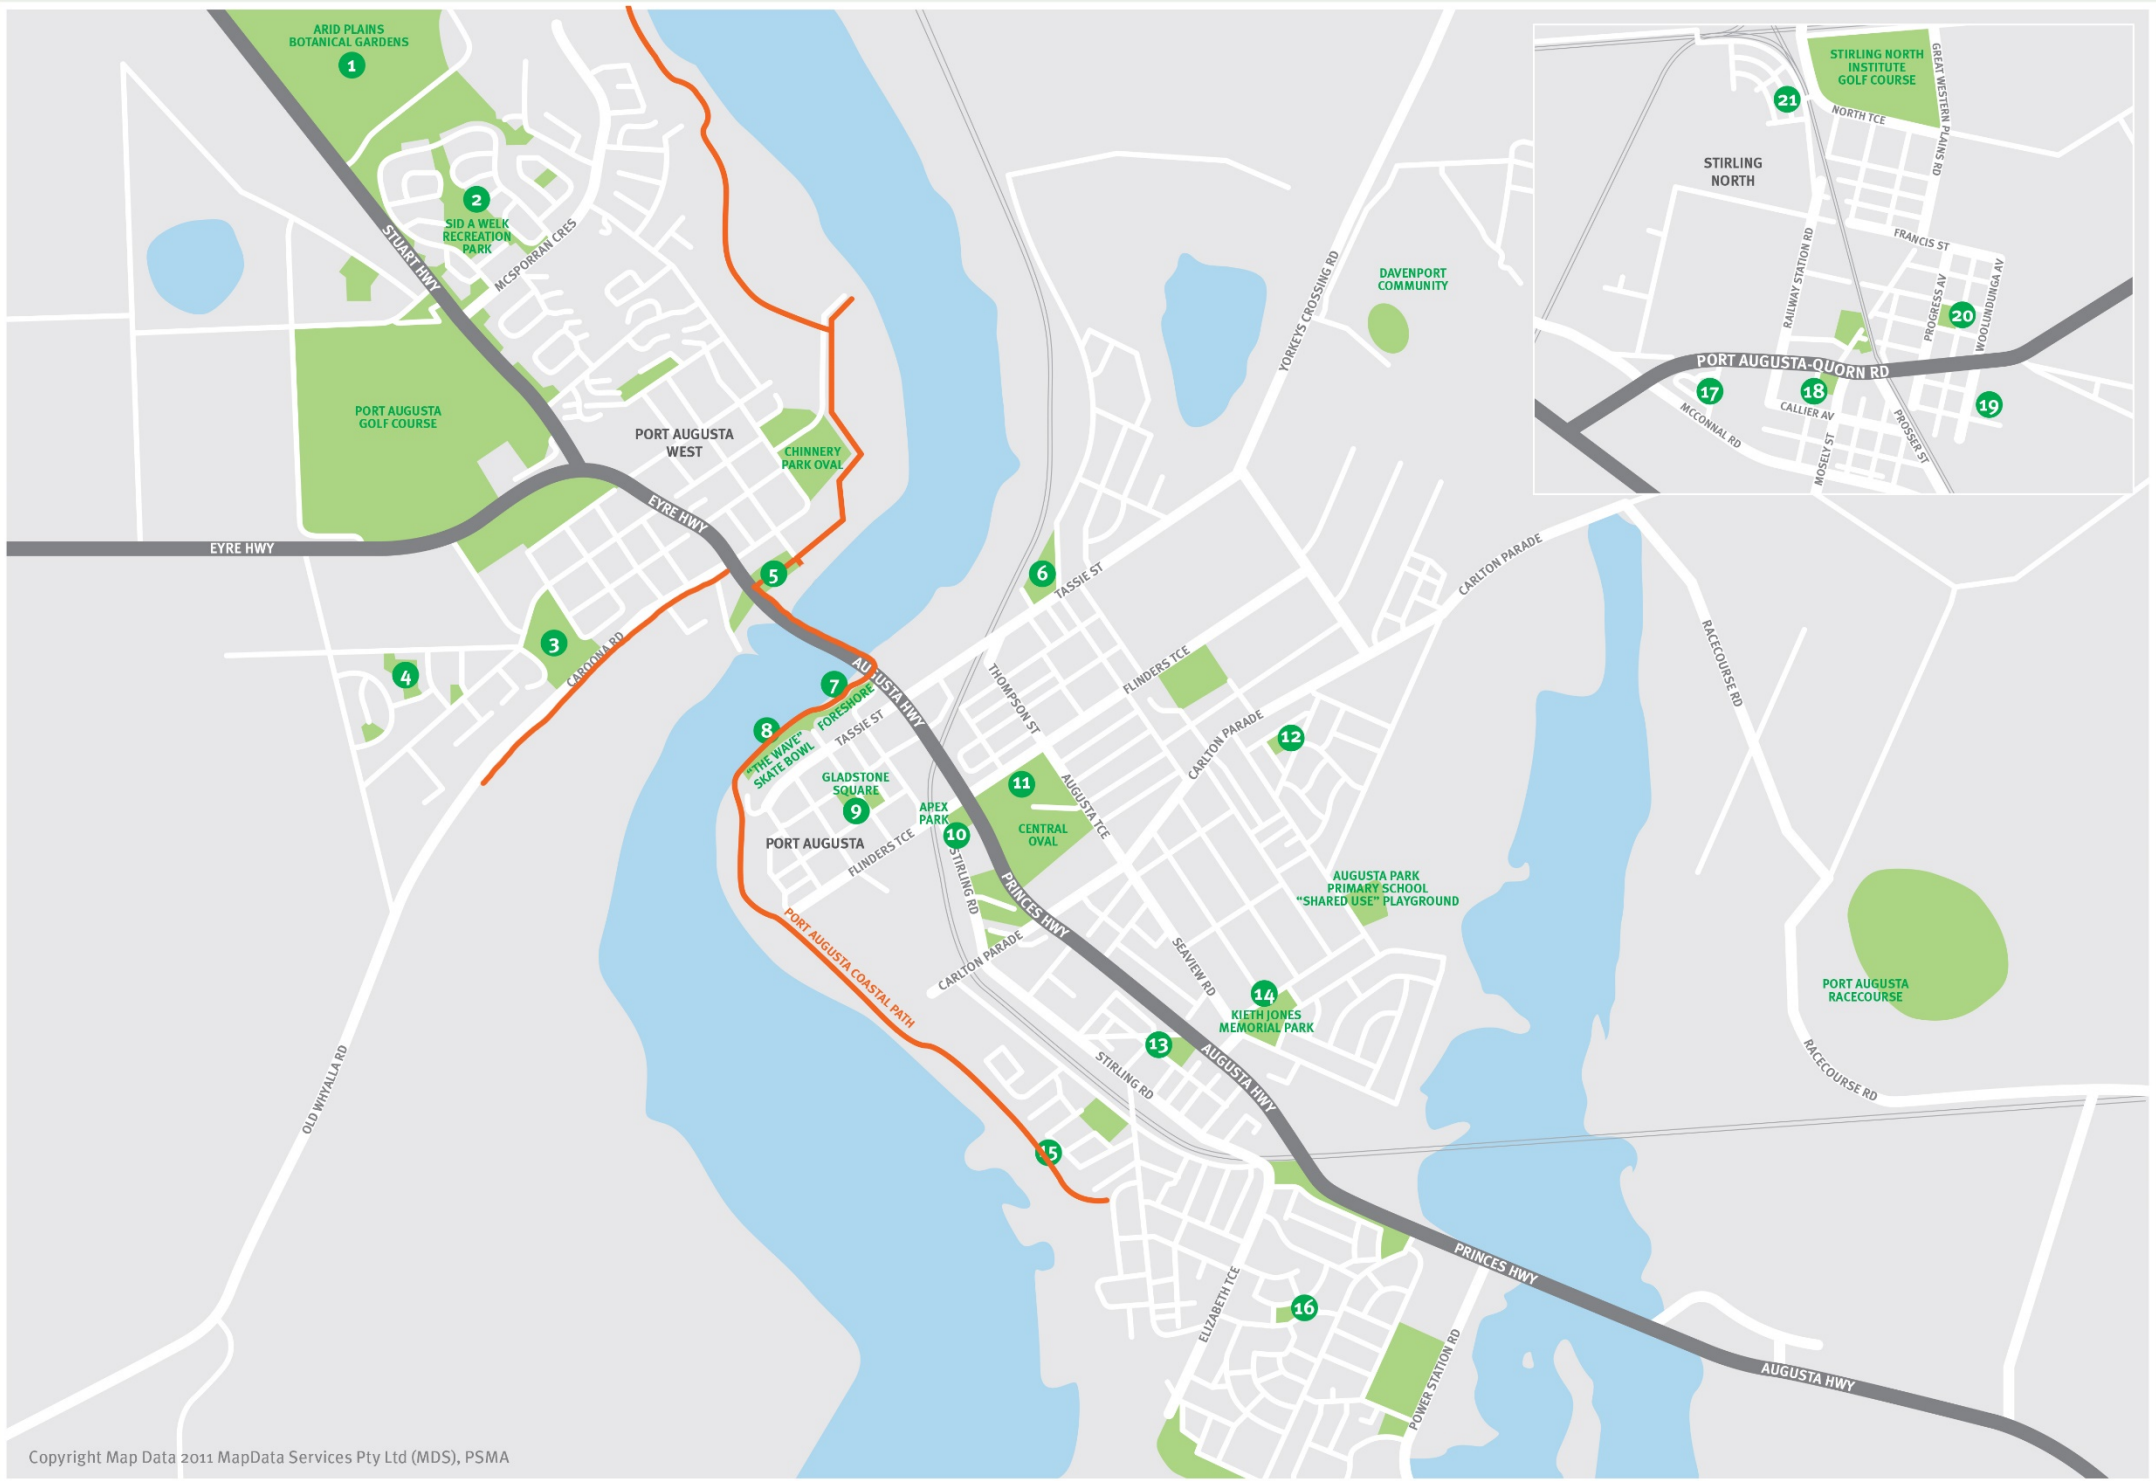 ARID PLAINS
BOTANICAL GARDENS
1
2
SID A WELK
RECREATION
PARK
MCSPORRAN CRES
STUART HWY
PORT AUGUSTA
GOLF COURSE
PORT AUGUSTA
WEST
CHINNERY
PARK OVAL
EYRE HWY
EYRE HWY
5
3
4
CAROONA RD
OLD WHYALLA RD
6
TASSIE ST
YORKEYS CROSSING RD
DAVENPORT
COMMUNITY
AUGUSTA HWY
7
FORESHORE
8
"THE WAVE"
SKATE BOWL
TASSIE ST
GLADSTONE
SQUARE
9
PORT AUGUSTA
FLINDERS TCE
APEX
PARK
10
11
CENTRAL
OVAL
THOMPSON ST
FLINDERS TCE
AUGUSTA TCE
CARLTON PARADE
CARLTON PARADE
12
STIRLING RD
PRINCES HWY
CARLTON PARADE
PORT AUGUSTA COASTAL PATH
AUGUSTA PARK
PRIMARY SCHOOL
"SHARED USE" PLAYGROUND
SEAVIEW RD
14
KIETH JONES
MEMORIAL PARK
13
STIRLING RD
AUGUSTA HWY
15
16
ELIZABETH TCE
POWER STATION RD
PRINCES HWY
AUGUSTA HWY
RACECOURSE RD
PORT AUGUSTA
RACECOURSE
RACECOURSE RD
STIRLING NORTH
INSTITUTE
GOLF COURSE
GREAT WESTERN PLAINS RD
21
NORTH TCE
STIRLING
NORTH
FRANCIS ST
RAILWAY STATION RD
PROGRESS AV
20
WOOLUNDUNGA AV
PORT AUGUSTA-QUORN RD
17
18
19
CALLIER AV
MCCONNAL RD
MOSELY ST
PROSSER ST
Copyright Map Data 2011 MapData Services Pty Ltd (MDS), PSMA